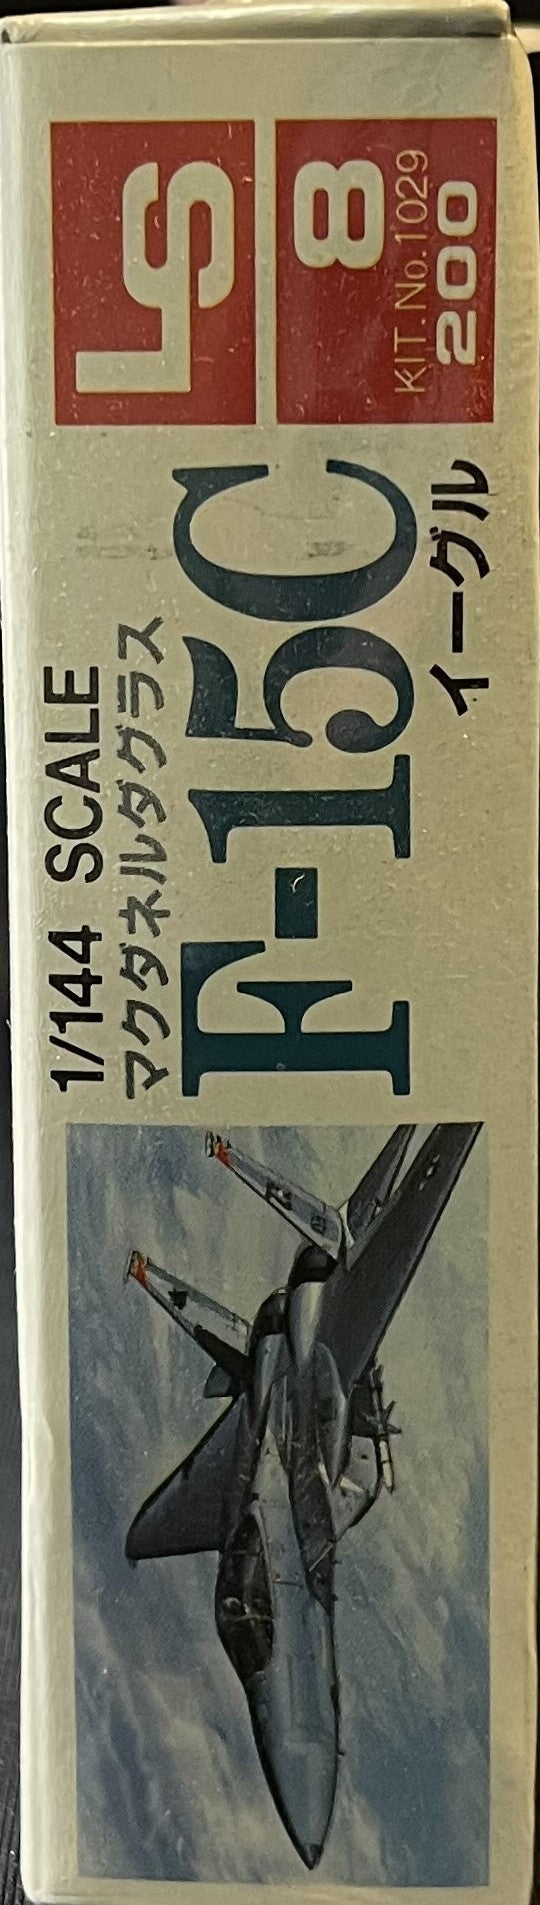 1/144 SCALE
マクダネルダグラス
F-15C
イーグル
LS
8
KIT.No.1029
200